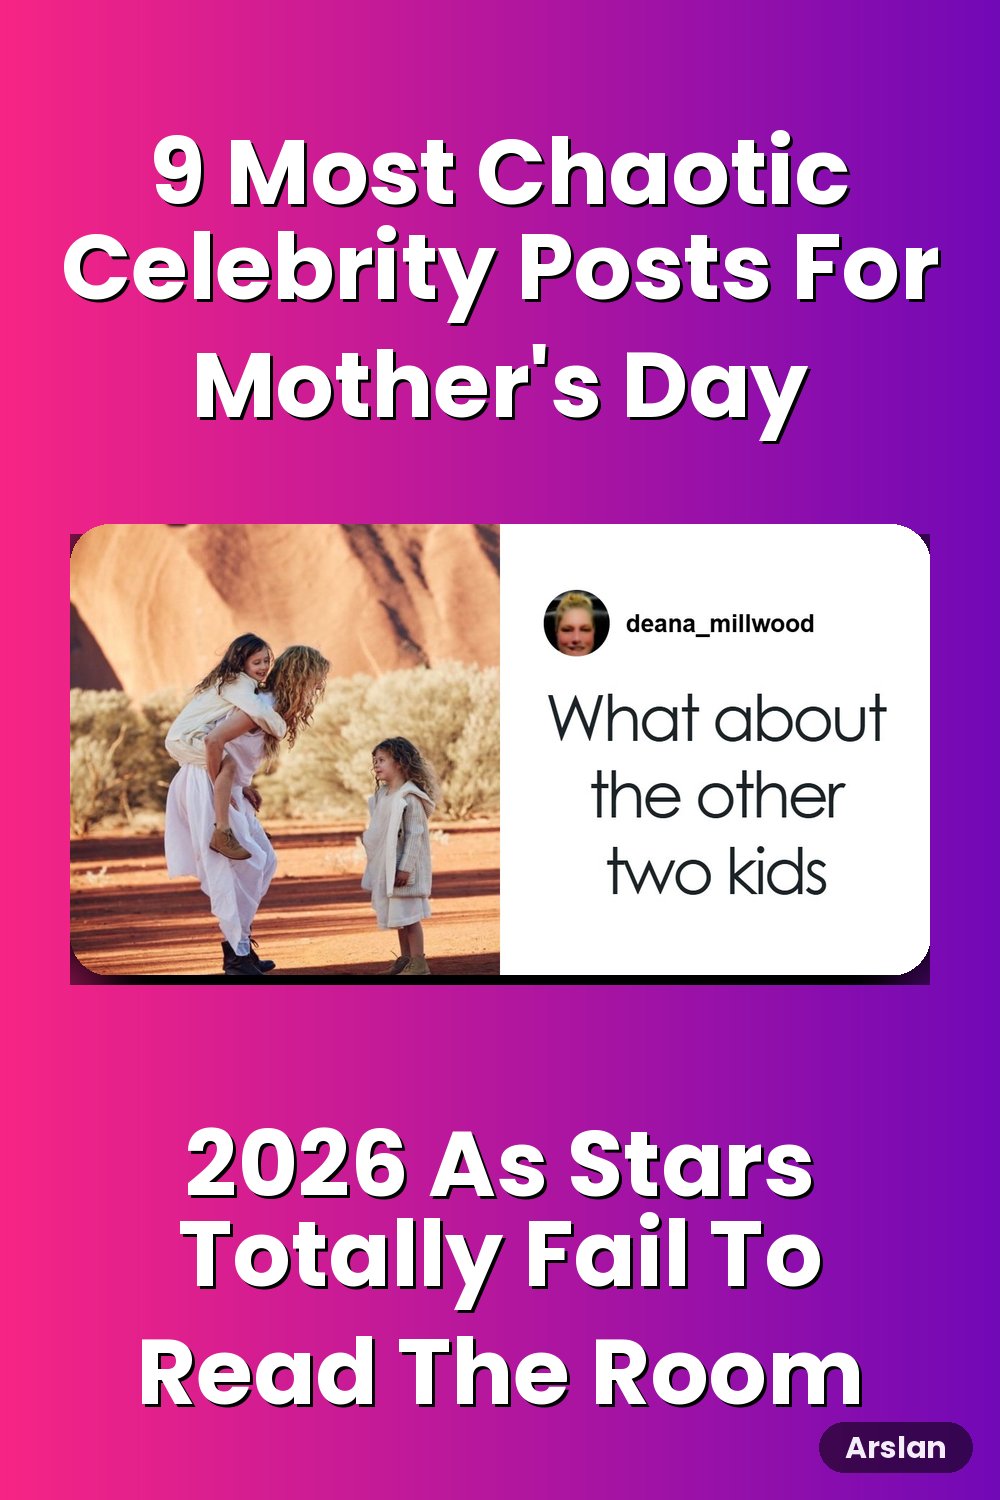 9 Most Chaotic
Celebrity Posts For
Mother's Day
deana_millwood
What about
the other
two kids
2026 As Stars
Totally Fail To
Read The Room
Arslan